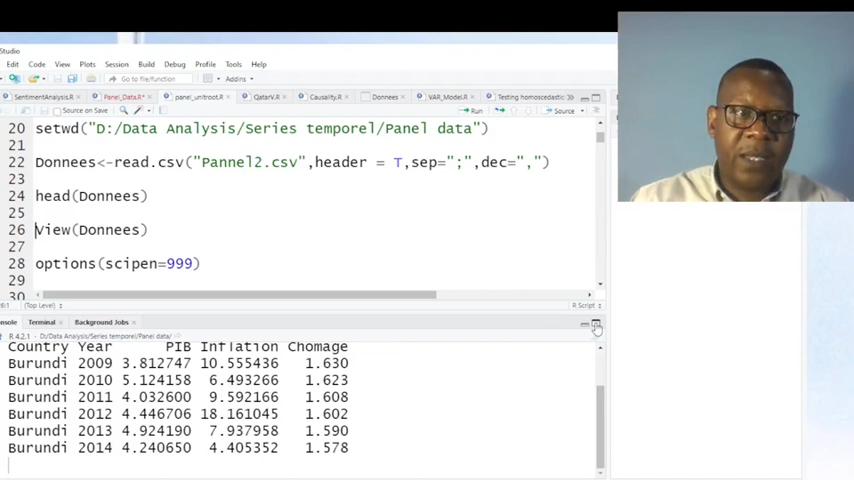 Studio
Code View Plots Session Build Debug Profile Tools Help
Go to file/function Addins
SentimentAnalysis.R Panel_Data.R* panel_unitroot.R QatarV.R Causality.R Donnees VAR_Model.R Testing homoscedastic
Source on Save Run Source
20 setwd("D:/Data Analysis/Series temporel/Panel data")
21
22 Donnees<-read.csv("Pannel2.csv",header = T,sep=";",dec=",")
23
24 head(Donnees)
25
26 View(Donnees)
27
28 options(scipen=999)
29
30
(Top Level) R Script
Terminal Background Jobs
R 4.2.1 · D:/Data Analysis/Series temporel/Panel data/
Country Year PIB Inflation Chomage
Burundi 2009 3.812747 10.555436 1.630
Burundi 2010 5.124158 6.493266 1.623
Burundi 2011 4.032600 9.592166 1.608
Burundi 2012 4.446706 18.161045 1.602
Burundi 2013 4.924190 7.937958 1.590
Burundi 2014 4.240650 4.405352 1.578